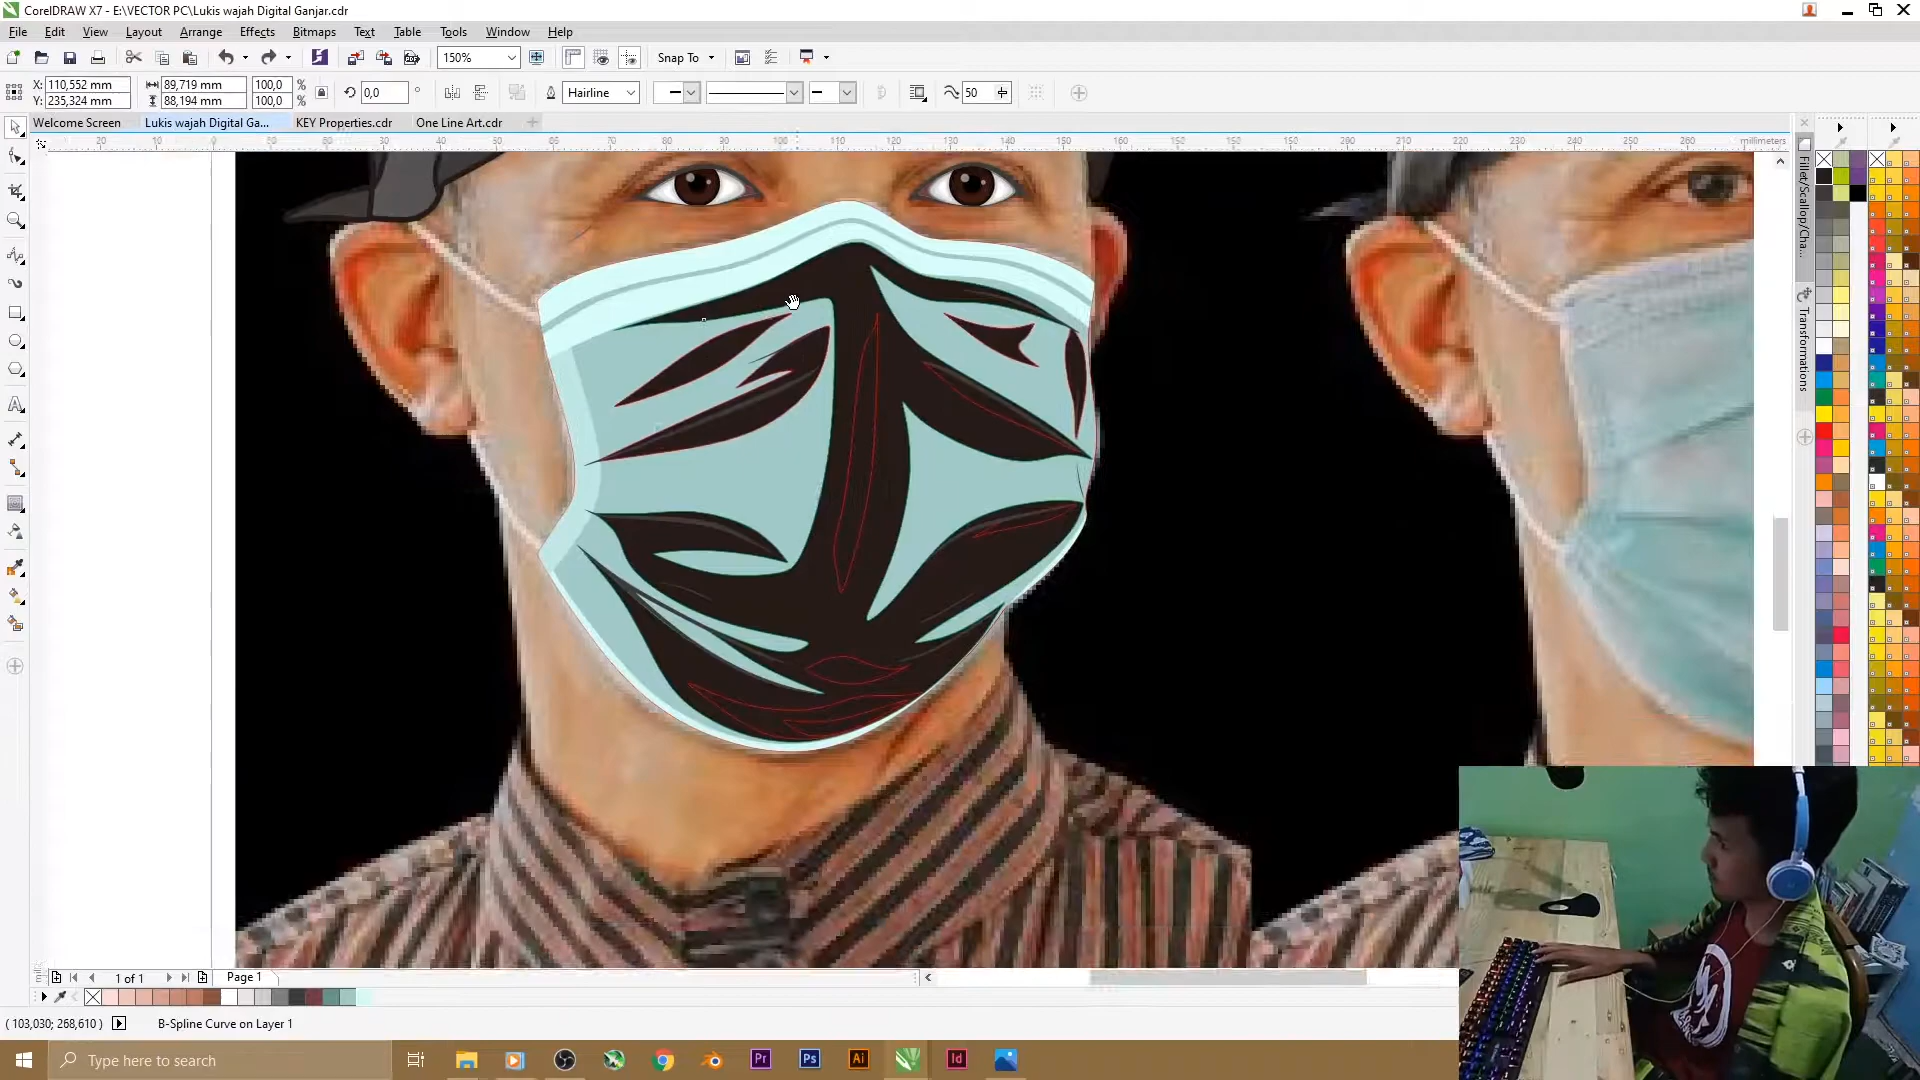 CorelDRAW X7 - E:\VECTOR PC\Lukis wajah Digital Ganjar.cdr
File Edit View Layout Arrange Effects Bitmaps Text Table Tools Window Help
150% Snap To
X: 110,552 mm 89,719 mm 100,0 % 0,0 ° Hairline 50
Y: 235,324 mm 88,194 mm 100,0 %
Welcome Screen Lukis wajah Digital Ga... KEY Properties.cdr One Line Art.cdr
millimeters
Fillet/Scallop/Cha...
Transformations
1 of 1 Page 1
( 103,030; 268,610 ) B-Spline Curve on Layer 1
Type here to search Pr Ps Ai Id